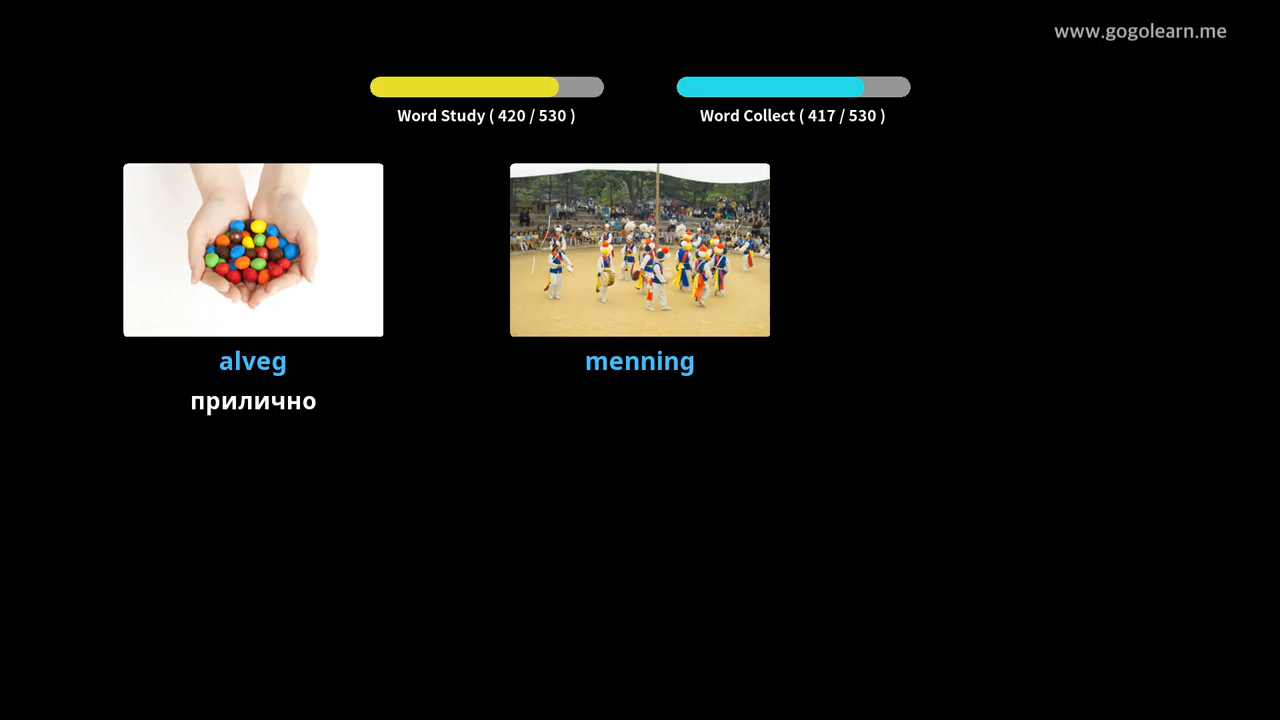 www.gogolearn.me
Word Study ( 420 / 530 )
Word Collect ( 417 / 530 )
alveg
menning
прилично